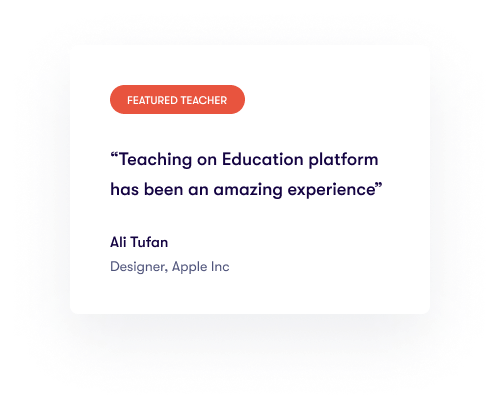 FEATURED TEACHER
“Teaching on Education platform
has been an amazing experience”
Ali Tufan
Designer, Apple Inc